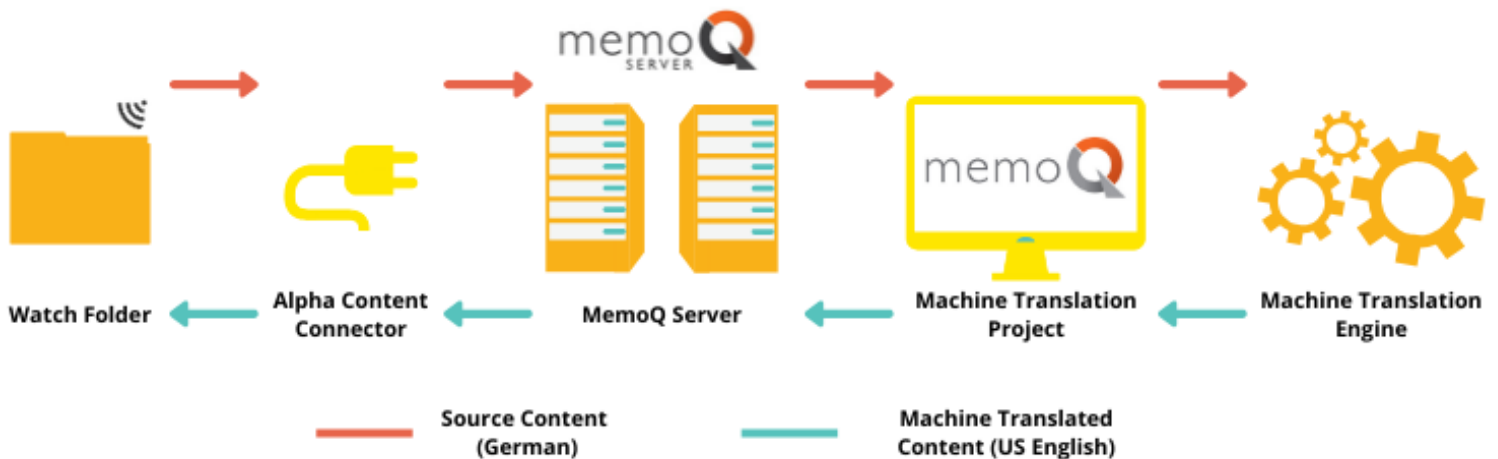 memoQ
SERVER
memoQ
Watch Folder
Alpha Content
Connector
MemoQ Server
Machine Translation
Project
Machine Translation
Engine
Source Content
(German)
Machine Translated
Content (US English)